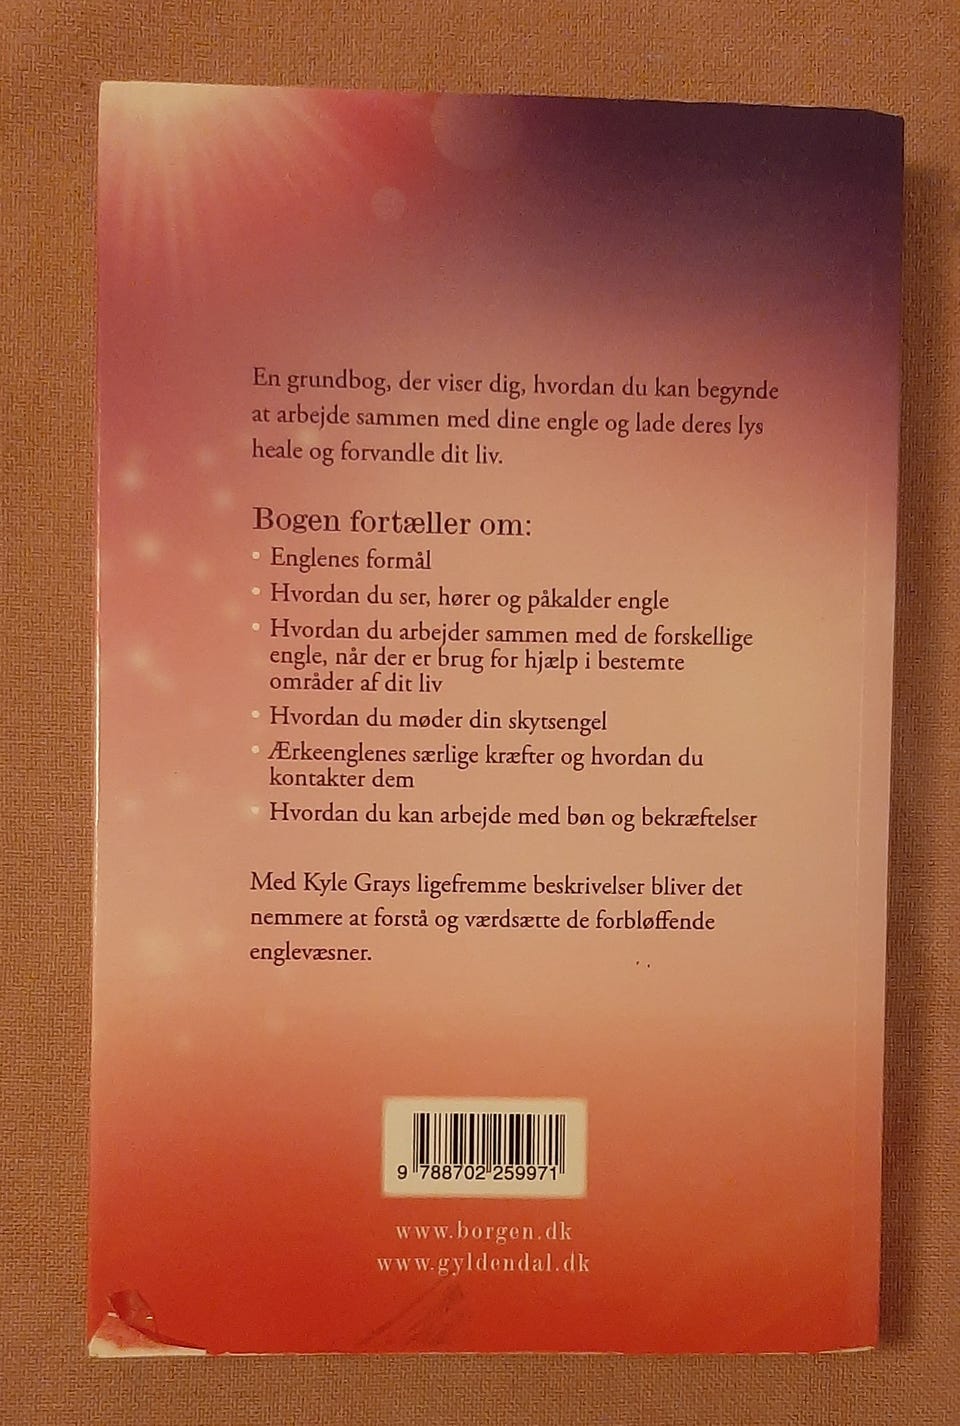 En grundbog, der viser dig, hvordan du kan begynde
at arbejde sammen med dine engle og lade deres lys
heale og forvandle dit liv.
Bogen fortæller om:
• Englenes formål
• Hvordan du ser, hører og påkalder engle
• Hvordan du arbejder sammen med de forskellige
engle, når der er brug for hjælp i bestemte
områder af dit liv
• Hvordan du møder din skytsengel
• Ærkeenglenes særlige kræfter og hvordan du
kontakter dem
• Hvordan du kan arbejde med bøn og bekræftelser
Med Kyle Grays ligefremme beskrivelser bliver det
nemmere at forstå og værdsætte de forbløffende
englevæsner.
9 788702 259971
www.borgen.dk
www.gyldendal.dk